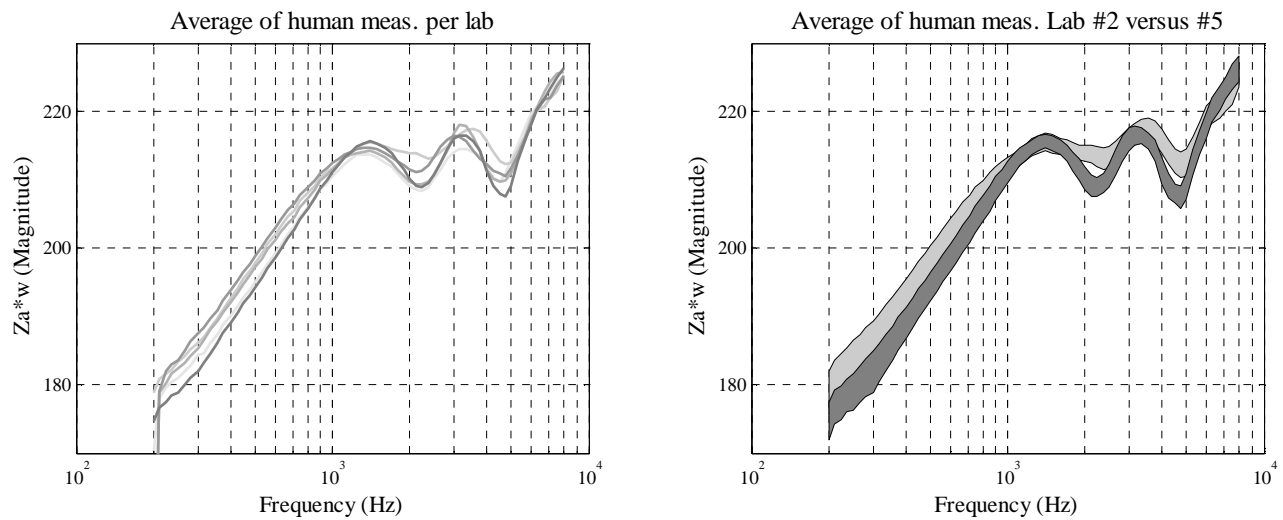 Average of human meas. per lab
Za*w (Magnitude)
220
200
180
10^2
10^3
10^4
Frequency (Hz)
Average of human meas. Lab #2 versus #5
Za*w (Magnitude)
220
200
180
10^2
10^3
10^4
Frequency (Hz)